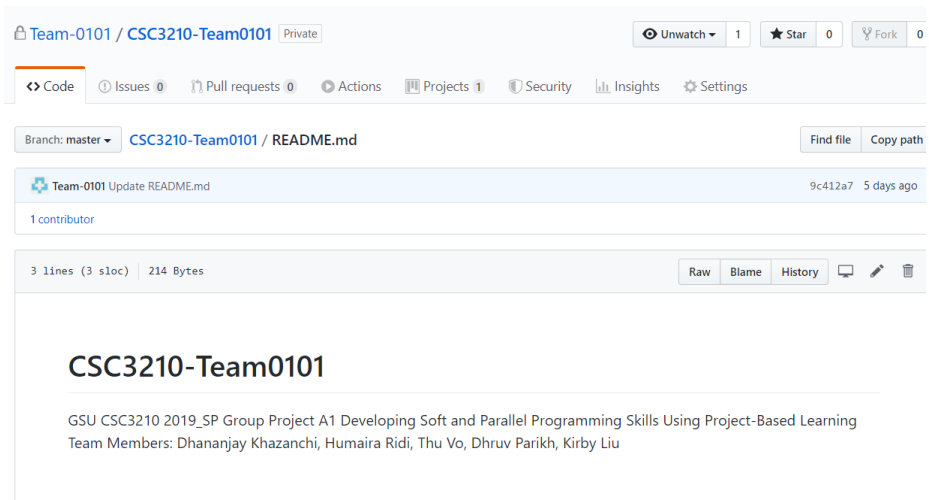 Team-0101 / CSC3210-Team0101 Private Unwatch 1 Star 0 Fork 0
Code Issues 0 Pull requests 0 Actions Projects 1 Security Insights Settings
Branch: master CSC3210-Team0101 / README.md Find file Copy path
Team-0101 Update README.md 9c412a7 5 days ago
1 contributor
3 lines (3 sloc) 214 Bytes Raw Blame History
CSC3210-Team0101
GSU CSC3210 2019_SP Group Project A1 Developing Soft and Parallel Programming Skills Using Project-Based Learning
Team Members: Dhananjay Khazanchi, Humaira Ridi, Thu Vo, Dhruv Parikh, Kirby Liu